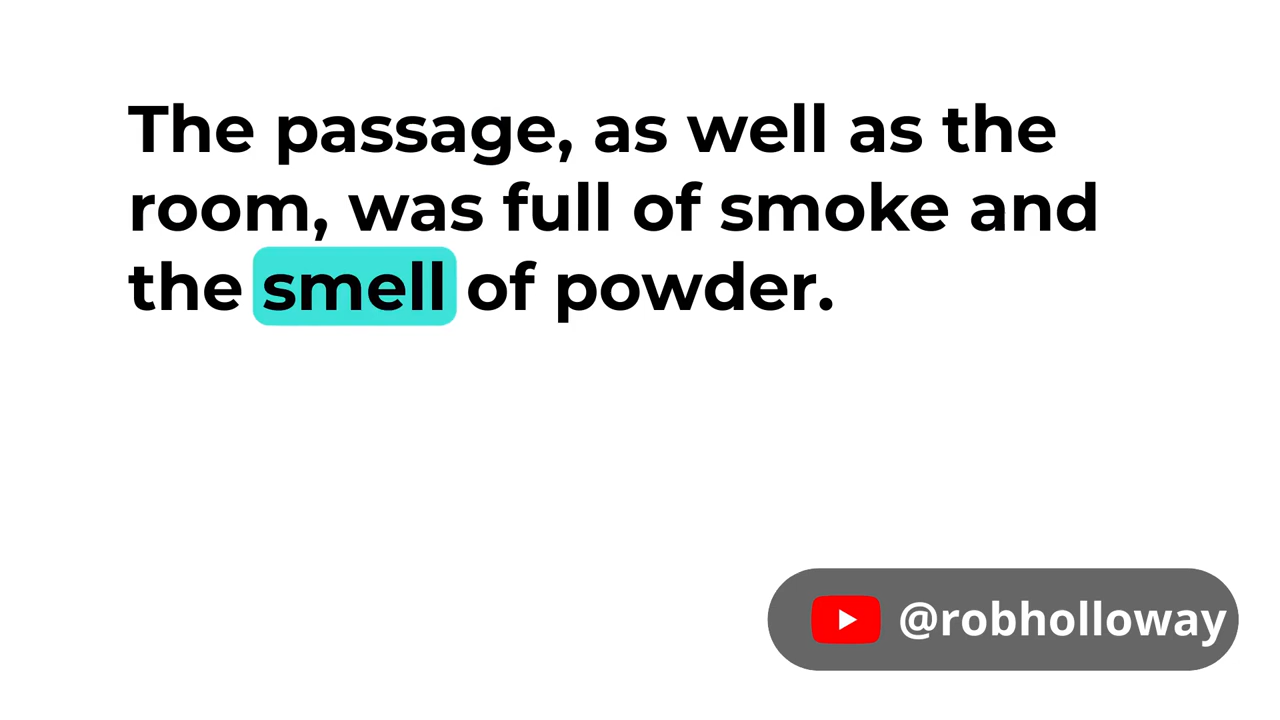 The passage, as well as the
room, was full of smoke and
the smell of powder.
@robholloway